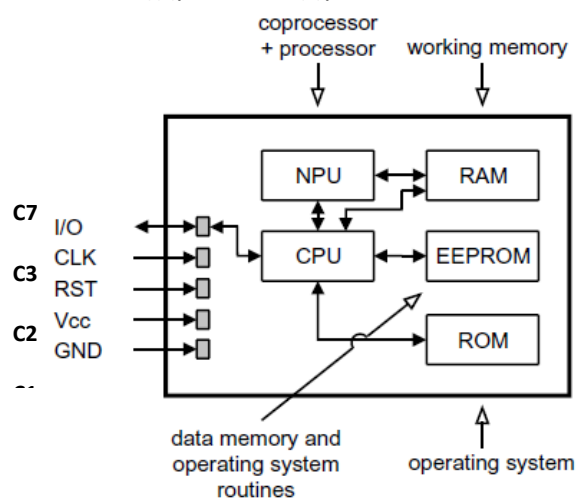 coprocessor
+ processor
working memory
NPU
RAM
C7
I/O
CLK
CPU
EEPROM
C3
RST
Vcc
C2
GND
ROM
data memory and
operating system
routines
operating system